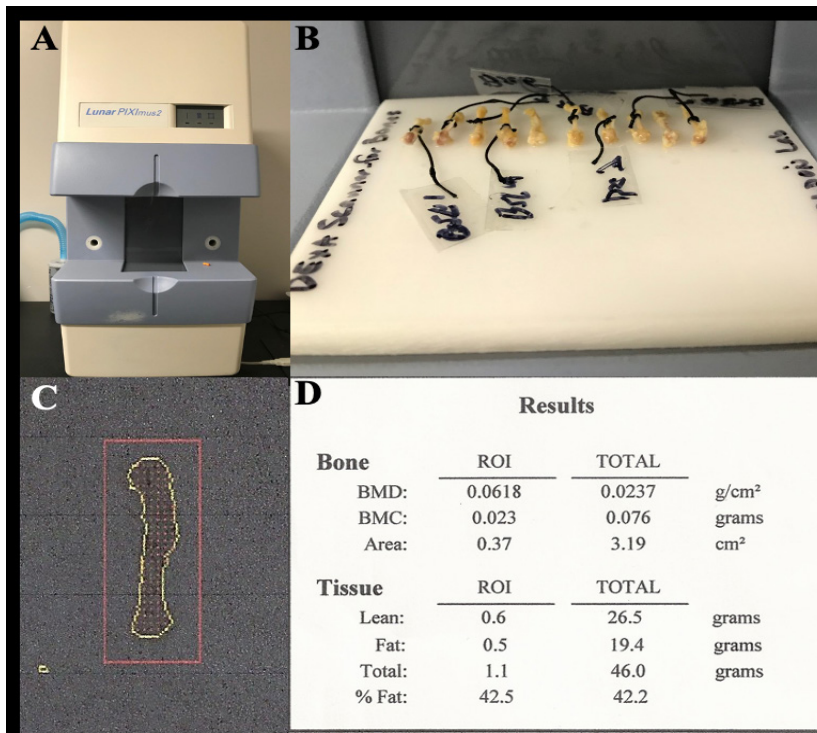 A
Lunar PIXImus2
B
DEXA Scanner for Bones
C
D
Results
Bone ROI TOTAL
BMD: 0.0618 0.0237 g/cm²
BMC: 0.023 0.076 grams
Area: 0.37 3.19 cm²
Tissue ROI TOTAL
Lean: 0.6 26.5 grams
Fat: 0.5 19.4 grams
Total: 1.1 46.0 grams
% Fat: 42.5 42.2